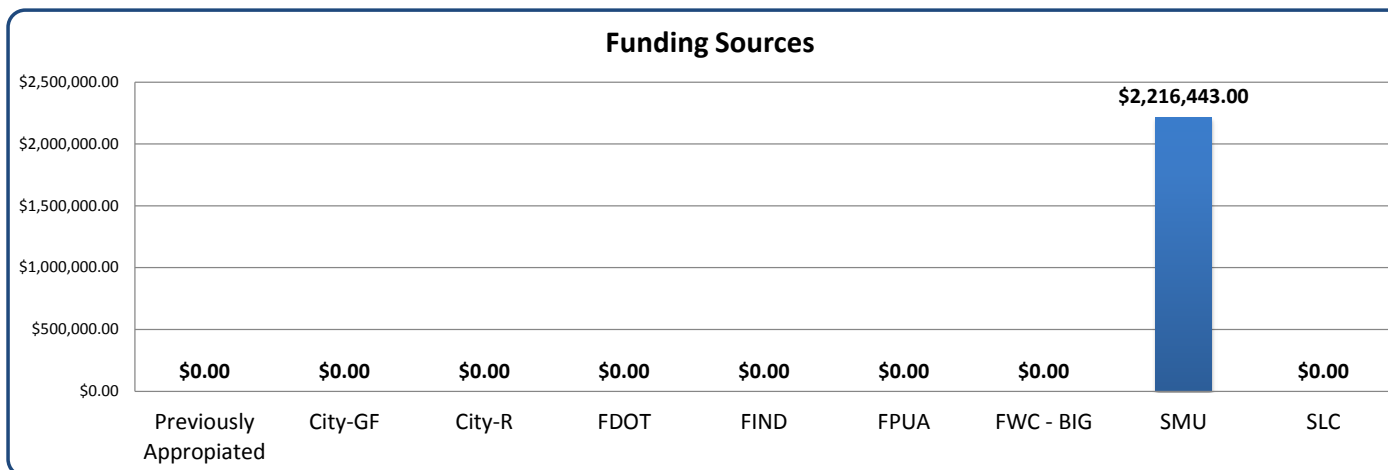 Funding Sources
$2,500,000.00
$2,216,443.00
$2,000,000.00
$1,500,000.00
$1,000,000.00
$500,000.00
$0.00 $0.00 $0.00 $0.00 $0.00 $0.00 $0.00 $0.00
$0.00
Previously Appropiated City-GF City-R FDOT FIND FPUA FWC - BIG SMU SLC